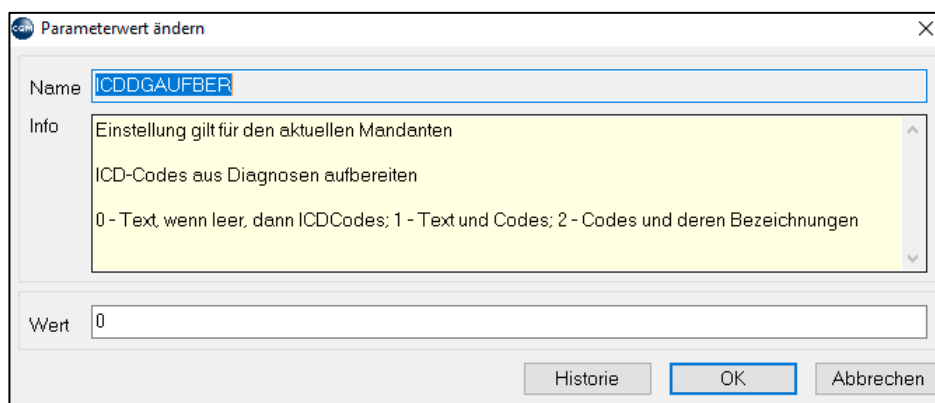 CGM Parameterwert ändern
Name ICDDGAUFBER
Info Einstellung gilt für den aktuellen Mandanten
ICD-Codes aus Diagnosen aufbereiten
0 - Text, wenn leer, dann ICDCodes; 1 - Text und Codes; 2 - Codes und deren Bezeichnungen
Wert 0
Historie OK Abbrechen